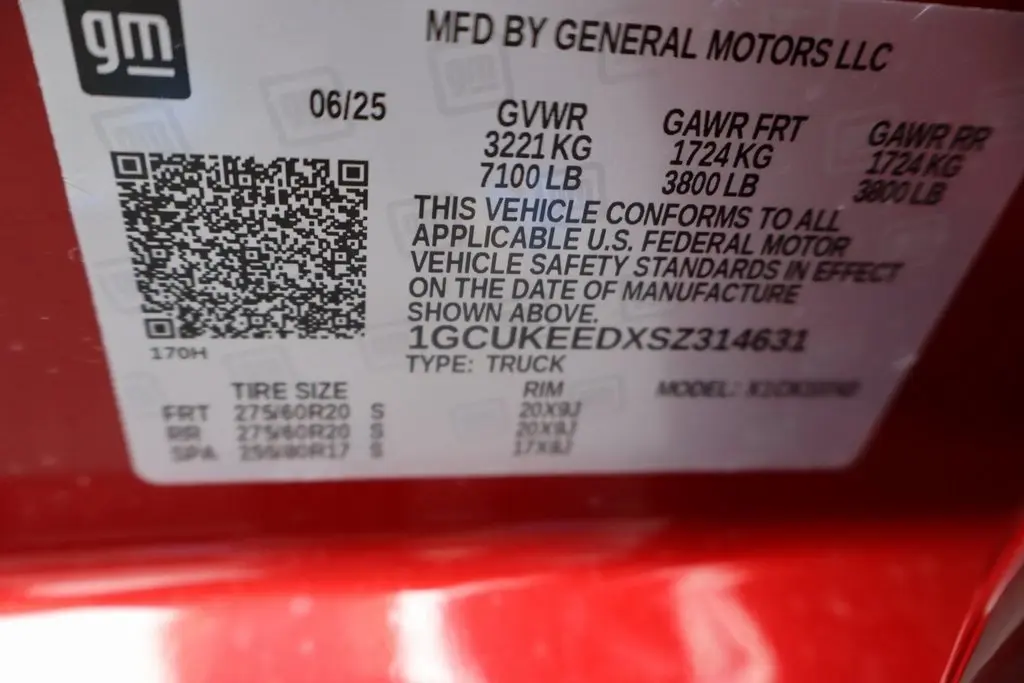 gm
MFD BY GENERAL MOTORS LLC
06/25
GVWR GAWR FRT GAWR RR
3221 KG 1724 KG 1724 KG
7100 LB 3800 LB 3800 LB
THIS VEHICLE CONFORMS TO ALL
APPLICABLE U.S. FEDERAL MOTOR
VEHICLE SAFETY STANDARDS IN EFFECT
ON THE DATE OF MANUFACTURE
SHOWN ABOVE.
1GCUKEEDXSZ314631
170H
TYPE: TRUCK
TIRE SIZE RIM MODEL:
FRT 275/60R20 S 20X9J
RR 275/60R20 S 20X9J
SPA 255/80R17 S